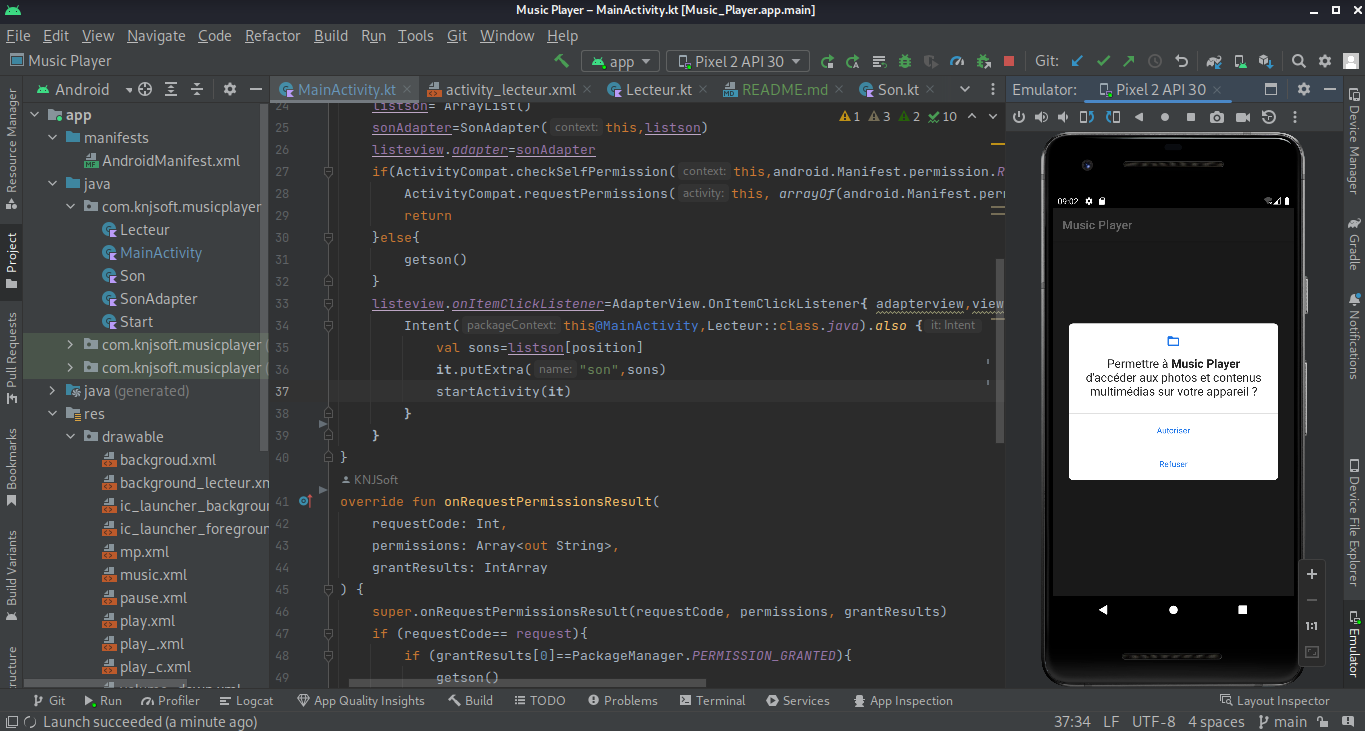 Music Player – MainActivity.kt [Music_Player.app.main]
File Edit View Navigate Code Refactor Build Run Tools Git Window Help
Music Player
app
Pixel 2 API 30
Git:
Android
MainActivity.kt
activity_lecteur.xml
Lecteur.kt
README.md
Son.kt
Emulator:
Pixel 2 API 30
Resource Manager
Project
Pull Requests
Bookmarks
Build Variants
app
manifests
AndroidManifest.xml
java
com.knjsoft.musicplayer
Lecteur
MainActivity
Son
SonAdapter
Start
com.knjsoft.musicplayer
com.knjsoft.musicplayer
java (generated)
res
drawable
backgroud.xml
background_lecteur.xn
ic_launcher_backgrour
ic_launcher_foregrour
mp.xml
music.xml
pause.xml
play.xml
play_.xml
play_c.xml
1 3 2 10
24 listson= ArrayList()
25 sonAdapter=SonAdapter( context: this,listson)
26 listeview.adapter=sonAdapter
27 if(ActivityCompat.checkSelfPermission( context: this,android.Manifest.permission.R
28 ActivityCompat.requestPermissions( activity: this, arrayOf(android.Manifest.per
29 return
30 }else{
31 getson()
32 }
33 listeview.onItemClickListener=AdapterView.OnItemClickListener{ adapterview,view
34 Intent( packageContext: this@MainActivity,Lecteur::class.java).also { it: Intent
35 val sons=listson[position]
36 it.putExtra( name: "son",sons)
37 startActivity(it)
38 }
39 }
40 }
KNJSoft
41 override fun onRequestPermissionsResult(
42 requestCode: Int,
43 permissions: Array<out String>,
44 grantResults: IntArray
45 ) {
46 super.onRequestPermissionsResult(requestCode, permissions, grantResults)
47 if (requestCode== request){
48 if (grantResults[0]==PackageManager.PERMISSION_GRANTED){
49 getson()
09:02
Music Player
Permettre à Music Player
d'accéder aux photos et contenus
multimédias sur votre appareil ?
Autoriser
Refuser
1:1
Device Manager
Gradle
Notifications
Device File Explorer
Emulator
Git Run Profiler Logcat App Quality Insights Build TODO Problems Terminal Services App Inspection Layout Inspector
Launch succeeded (a minute ago)
37:34 LF UTF-8 4 spaces main